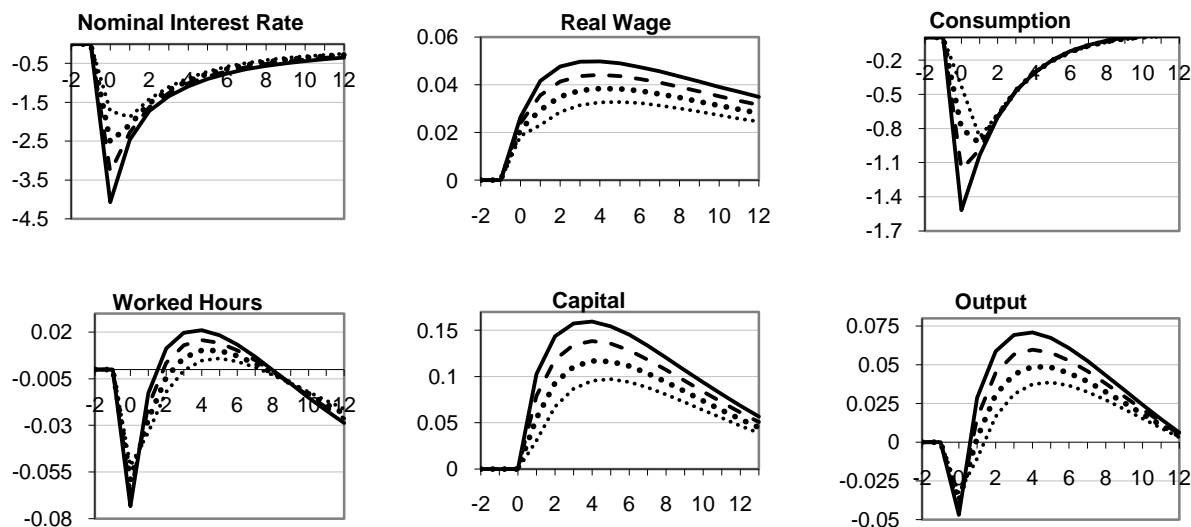 Nominal Interest Rate
-0.5
-1.5
-2.5
-3.5
-4.5
-2 0 2 4 6 8 10 12
Real Wage
0.06
0.04
0.02
0
-2 0 2 4 6 8 10 12
Consumption
-0.2
-0.5
-0.8
-1.1
-1.4
-1.7
-2 0 2 4 6 8 10 12
Worked Hours
0.02
-0.005
-0.03
-0.055
-0.08
-2 0 2 4 6 8 10 12
Capital
0.15
0.1
0.05
0
-2 0 2 4 6 8 10 12
Output
0.075
0.05
0.025
0
-0.025
-0.05
-2 0 2 4 6 8 10 12